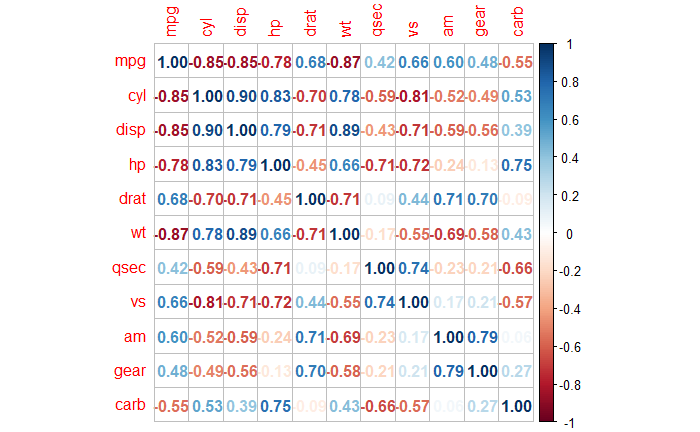 mpg cyl disp hp drat wt qsec vs am gear carb
mpg 1.00 -0.85 -0.85 -0.78 0.68 -0.87 0.42 0.66 0.60 0.48 -0.55
cyl -0.85 1.00 0.90 0.83 -0.70 0.78 -0.59 -0.81 -0.52 -0.49 0.53
disp -0.85 0.90 1.00 0.79 -0.71 0.89 -0.43 -0.71 -0.59 -0.56 0.39
hp -0.78 0.83 0.79 1.00 -0.45 0.66 -0.71 -0.72 -0.24 -0.13 0.75
drat 0.68 -0.70 -0.71 -0.45 1.00 -0.71 0.09 0.44 0.71 0.70 -0.09
wt -0.87 0.78 0.89 0.66 -0.71 1.00 -0.17 -0.55 -0.69 -0.58 0.43
qsec 0.42 -0.59 -0.43 -0.71 0.09 -0.17 1.00 0.74 -0.23 -0.21 -0.66
vs 0.66 -0.81 -0.71 -0.72 0.44 -0.55 0.74 1.00 0.17 0.21 -0.57
am 0.60 -0.52 -0.59 -0.24 0.71 -0.69 -0.23 0.17 1.00 0.79 0.06
gear 0.48 -0.49 -0.56 -0.13 0.70 -0.58 -0.21 0.21 0.79 1.00 0.27
carb -0.55 0.53 0.39 0.75 -0.09 0.43 -0.66 -0.57 0.06 0.27 1.00
1
0.8
0.6
0.4
0.2
0
-0.2
-0.4
-0.6
-0.8
-1